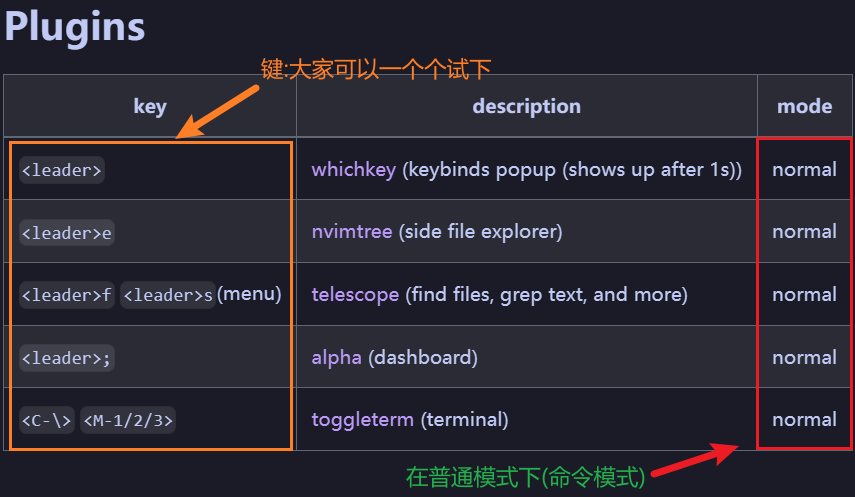 Plugins
键:大家可以一个个试下
key description mode
<leader> whichkey (keybinds popup (shows up after 1s)) normal
<leader>e nvimtree (side file explorer) normal
<leader>f <leader>s(menu) telescope (find files, grep text, and more) normal
<leader>; alpha (dashboard) normal
<C-\> <M-1/2/3> toggleterm (terminal) normal
在普通模式下(命令模式)